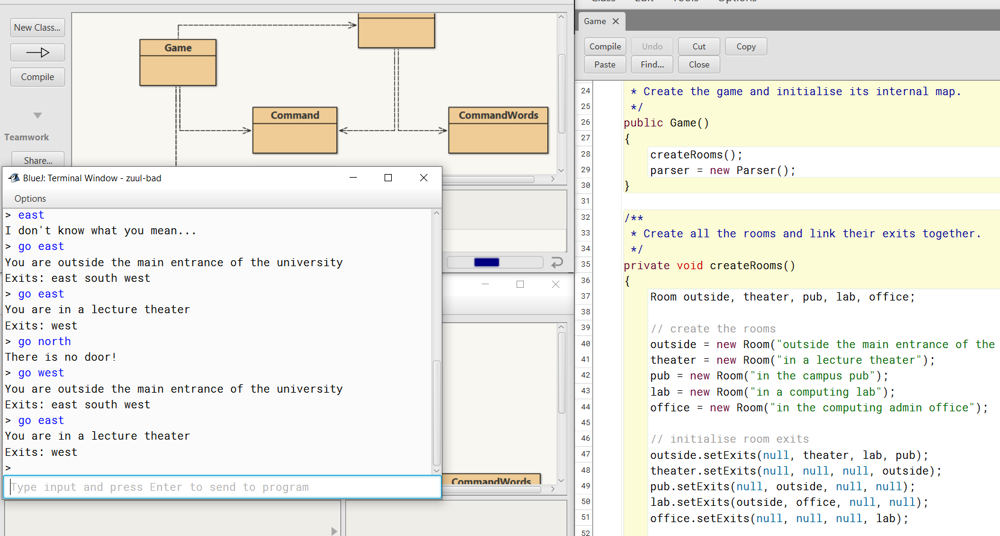 New Class...
Compile
Teamwork
Share...
Game
Command
CommandWords
BlueJ: Terminal Window - zuul-bad
Options
> east
I don't know what you mean...
> go east
You are outside the main entrance of the university
Exits: east south west
> go east
You are in a lecture theater
Exits: west
> go north
There is no door!
> go west
You are outside the main entrance of the university
Exits: east south west
> go east
You are in a lecture theater
Exits: west
>
Type input and press Enter to send to program
CommandWords
Class Edit Tools Options
Game
Compile Undo Cut Copy
Paste Find... Close
24 * Create the game and initialise its internal map.
25 */
26 public Game()
27 {
28 createRooms();
29 parser = new Parser();
30 }
31
32 /**
33 * Create all the rooms and link their exits together.
34 */
35 private void createRooms()
36 {
37 Room outside, theater, pub, lab, office;
38
39 // create the rooms
40 outside = new Room("outside the main entrance of the
41 theater = new Room("in a lecture theater");
42 pub = new Room("in the campus pub");
43 lab = new Room("in a computing lab");
44 office = new Room("in the computing admin office");
45
46 // initialise room exits
47 outside.setExits(null, theater, lab, pub);
48 theater.setExits(null, null, null, outside);
49 pub.setExits(null, outside, null, null);
50 lab.setExits(outside, office, null, null);
51 office.setExits(null, null, null, lab);
52